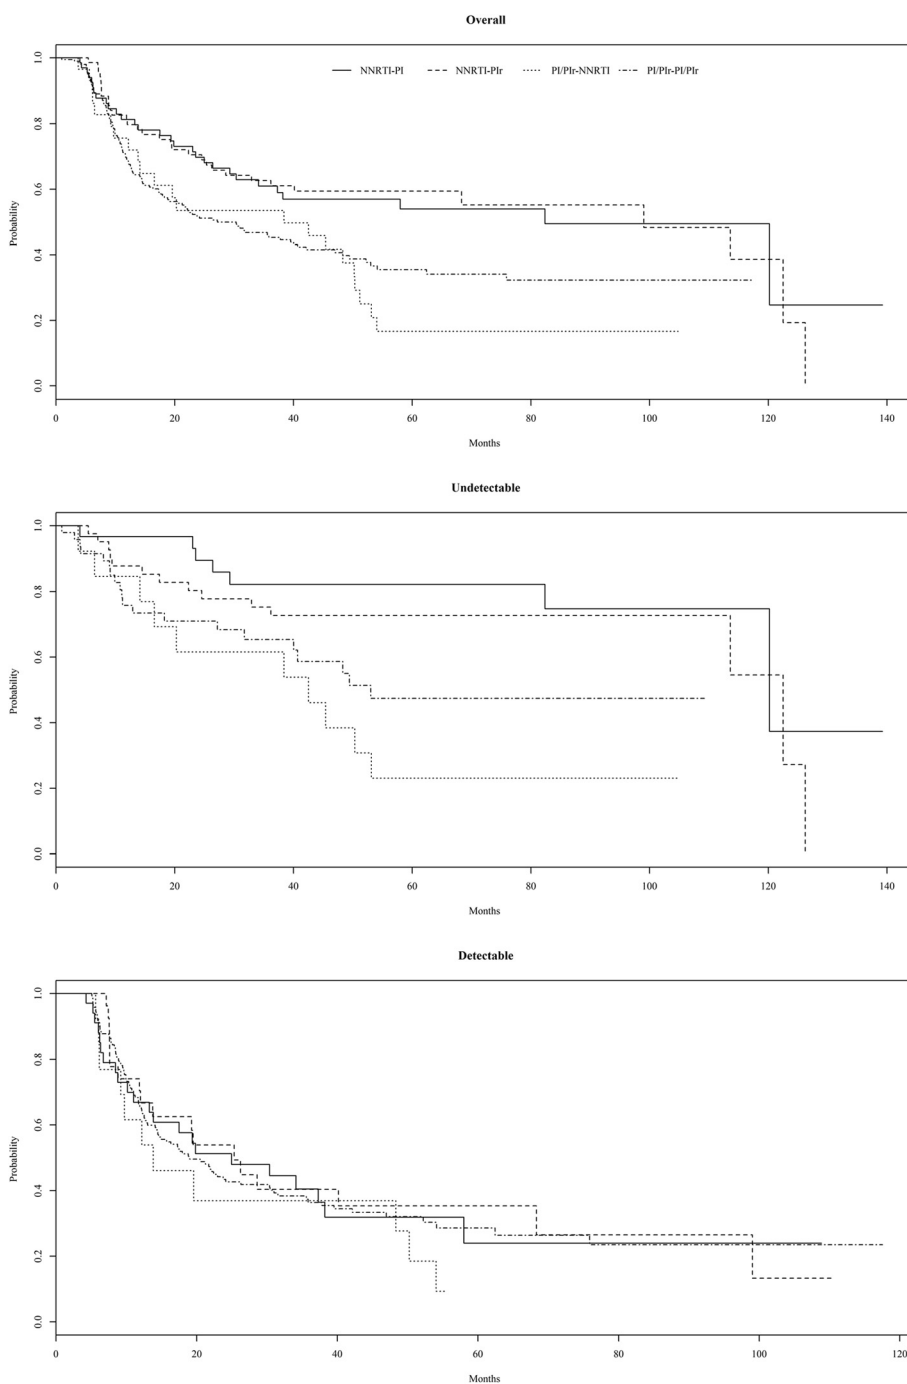 Overall
NNRTI-PI NNRTI-PIr PI/PIr-NNRTI PI/PIr-PI/PIr
1.0
0.8
0.6
0.4
0.2
0.0
Probability
0 20 40 60 80 100 120 140
Months
Undetectable
1.0
0.8
0.6
0.4
0.2
0.0
Probability
0 20 40 60 80 100 120 140
Months
Detectable
1.0
0.8
0.6
0.4
0.2
0.0
Probability
0 20 40 60 80 100 120
Months